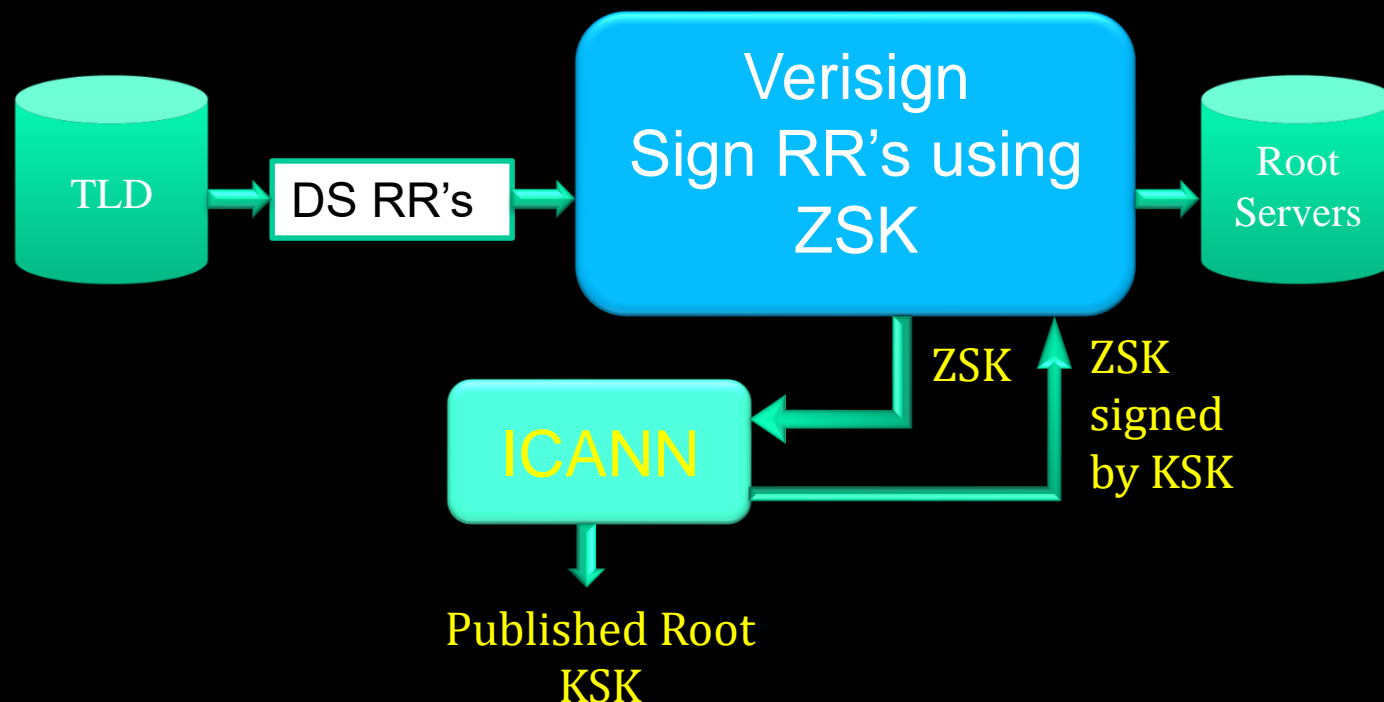 TLD
DS RR's
Verisign
Sign RR’s using
ZSK
Root
Servers
ZSK
ZSK
signed
by KSK
ICANN
Published Root
KSK